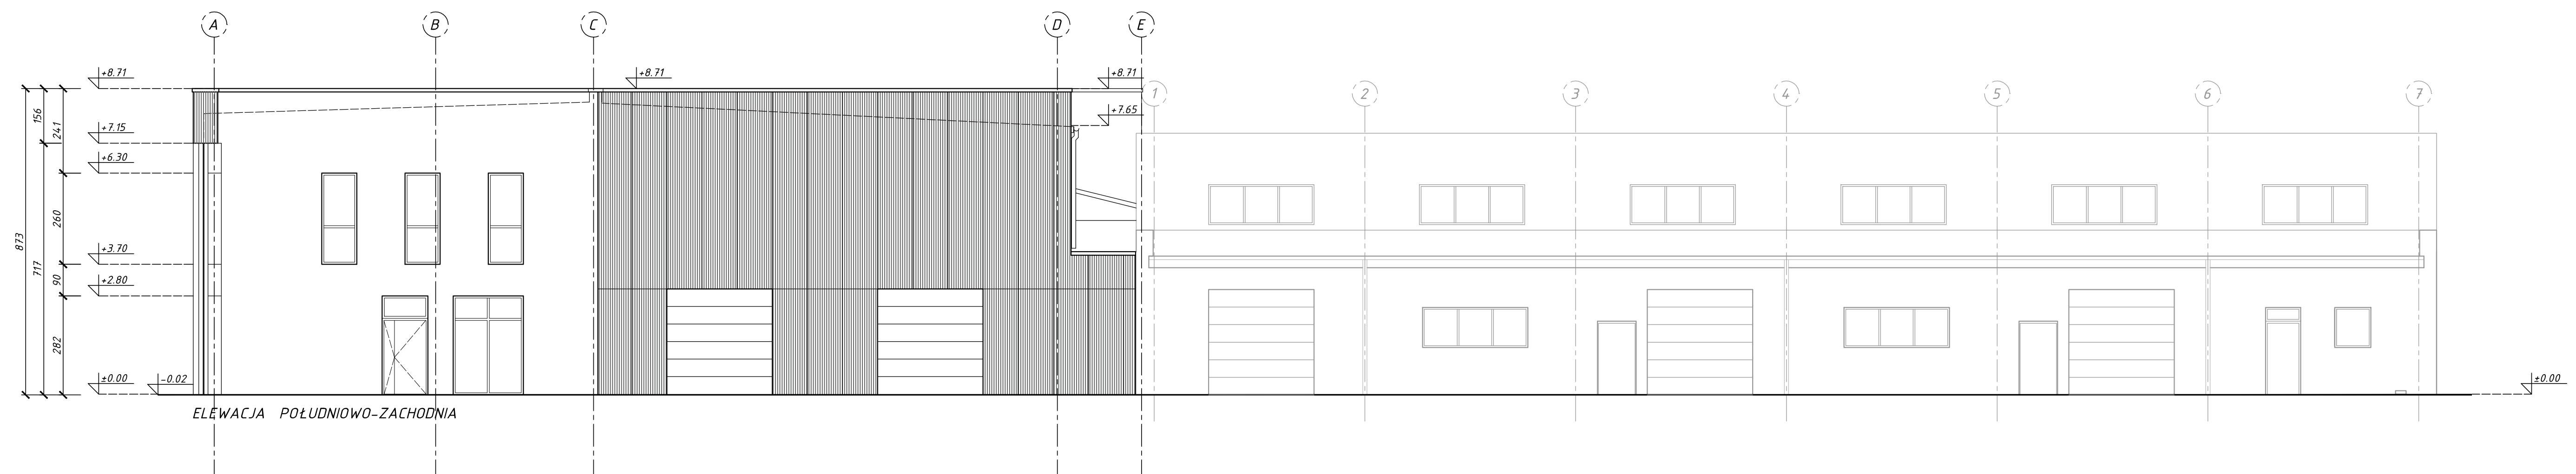 A B C D E
+8.71 +8.71 +8.71
1 2 3 4 5 6 7
+7.65
156
241
+7.15
+6.30
260
873
+3.70
717
90
+2.80
282
±0.00 -0.02 ±0.00
ELEWACJA POŁUDNIOWO-ZACHODNIA